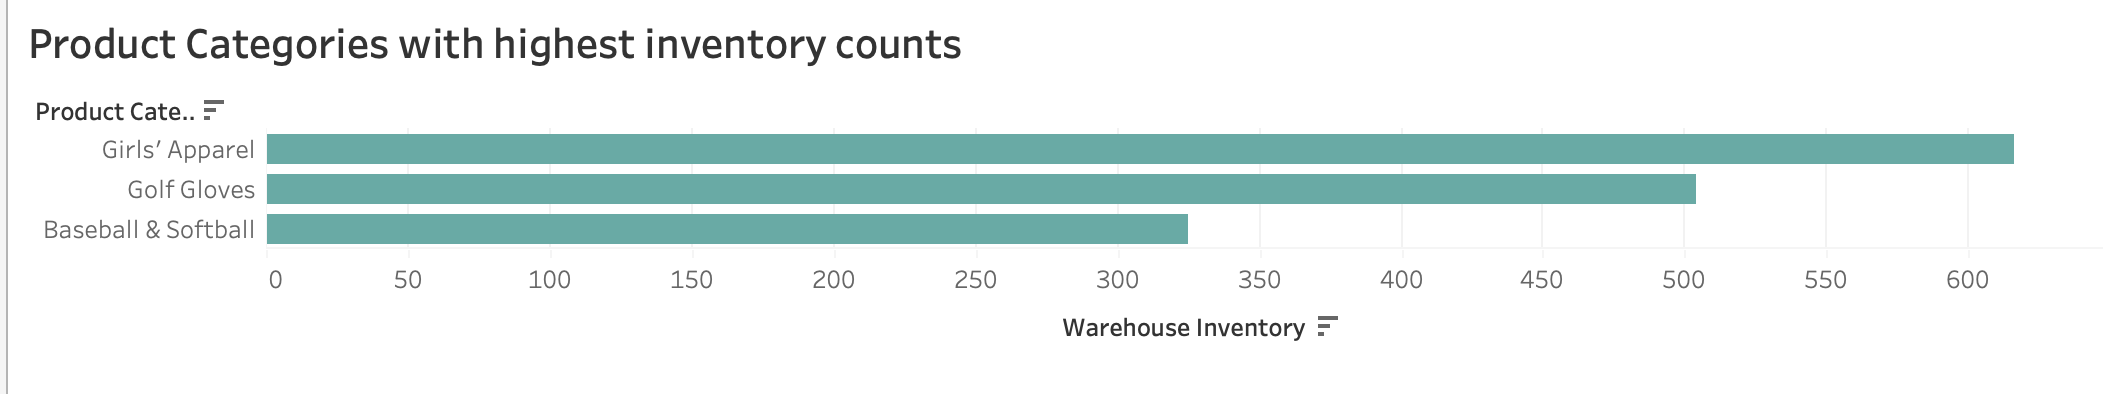 Product Categories with highest inventory counts
Product Cate..
Girls’ Apparel
Golf Gloves
Baseball & Softball
0 50 100 150 200 250 300 350 400 450 500 550 600
Warehouse Inventory